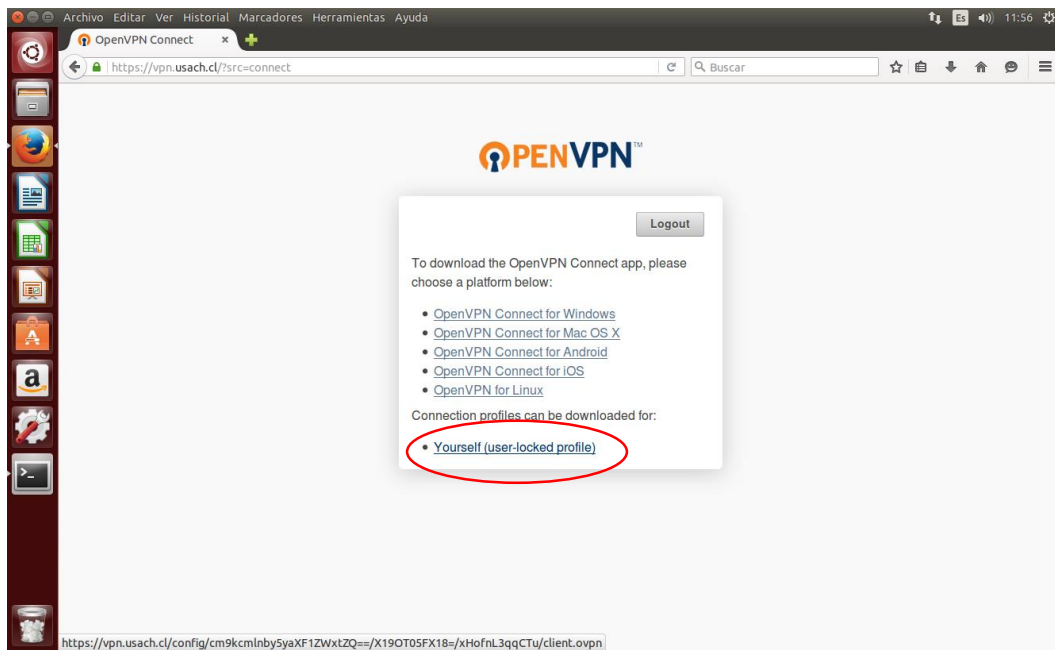 Archivo Editar Ver Historial Marcadores Herramientas Ayuda
Es 11:56
OpenVPN Connect
https://vpn.usach.cl/?src=connect
Buscar
OPENVPN™
Logout
To download the OpenVPN Connect app, please
choose a platform below:
OpenVPN Connect for Windows
OpenVPN Connect for Mac OS X
OpenVPN Connect for Android
OpenVPN Connect for iOS
OpenVPN for Linux
Connection profiles can be downloaded for:
Yourself (user-locked profile)
https://vpn.usach.cl/config/cm9kcmlnby5yaXF1ZWxtZQ==/X19OT05FX18=/xHofnL3qqCTu/client.ovpn